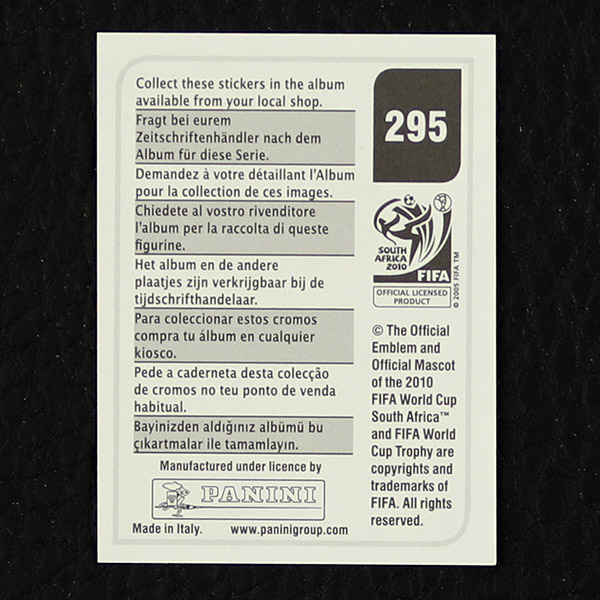 Collect these stickers in the album
available from your local shop.
Fragt bei eurem
Zeitschriftenhändler nach dem
Album für diese Serie.
Demandez à votre détaillant l'Album
pour la collection de ces images.
Chiedete al vostro rivenditore
l'album per la raccolta di queste
figurine.
Het album en de andere
plaatjes zijn verkrijgbaar bij de
tijdschrifthandelaar.
Para coleccionar estos cromos
compra tu álbum en cualquier
kiosco.
Pede a caderneta desta colecção
de cromos no teu ponto de venda
habitual.
Bayinizden aldığınız albümü bu
çıkartmalar ile tamamlayın.
Manufactured under licence by
PANINI
Made in Italy. www.paninigroup.com
295
SOUTH
AFRICA
2010
FIFA
OFFICIAL LICENSED
PRODUCT
© 2005 FIFA TM
© The Official
Emblem and
Official Mascot
of the 2010
FIFA World Cup
South Africa™
and FIFA World
Cup Trophy are
copyrights and
trademarks of
FIFA. All rights
reserved.